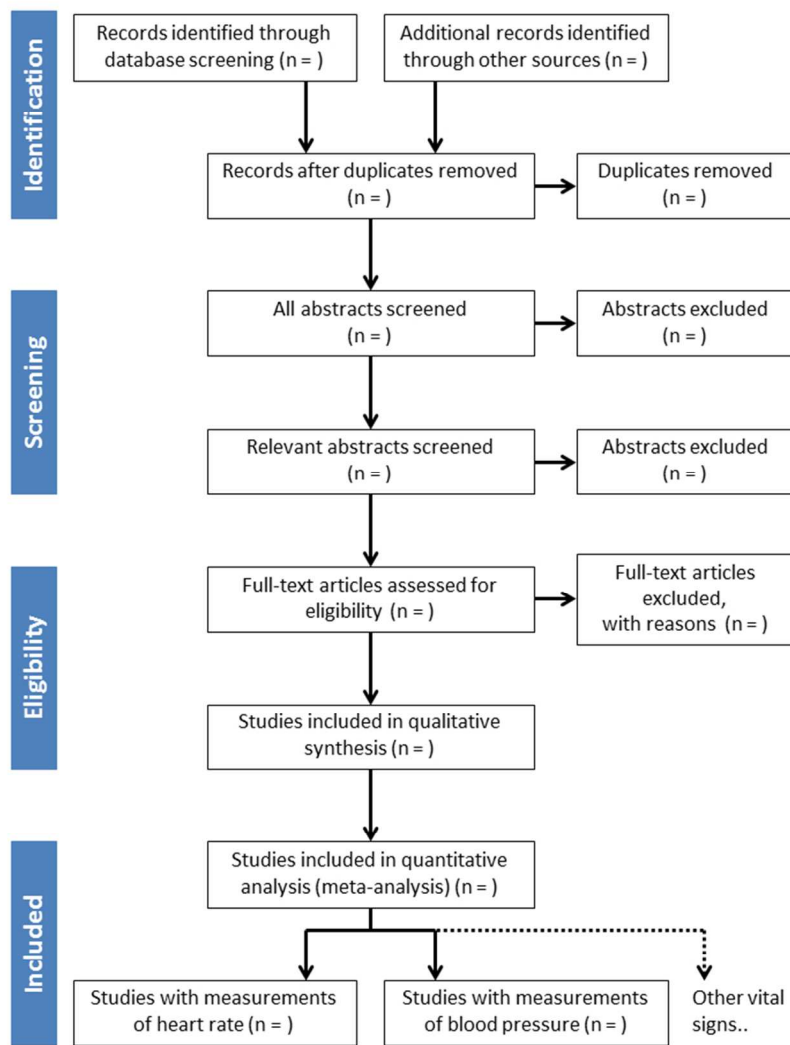 Identification
Records identified through
database screening (n = )
Additional records identified
through other sources (n = )
Records after duplicates removed
(n = )
Duplicates removed
(n = )
Screening
All abstracts screened
(n = )
Abstracts excluded
(n = )
Relevant abstracts screened
(n = )
Abstracts excluded
(n = )
Eligibility
Full-text articles assessed for
eligibility (n = )
Full-text articles
excluded,
with reasons (n = )
Studies included in qualitative
synthesis (n = )
Included
Studies included in quantitative
analysis (meta-analysis) (n = )
Studies with measurements
of heart rate (n = )
Studies with measurements
of blood pressure (n = )
Other vital
signs..